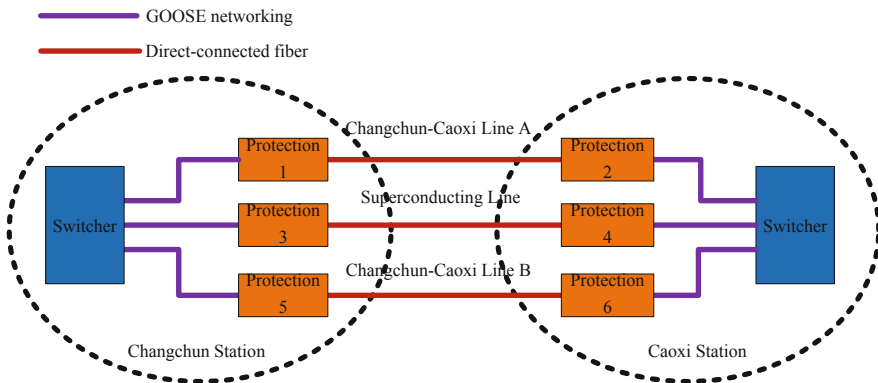 GOOSE networking
Direct-connected fiber
Changchun-Caoxi Line A
Protection
1
Protection
2
Superconducting Line
Switcher
Protection
3
Protection
4
Switcher
Changchun-Caoxi Line B
Protection
5
Protection
6
Changchun Station
Caoxi Station